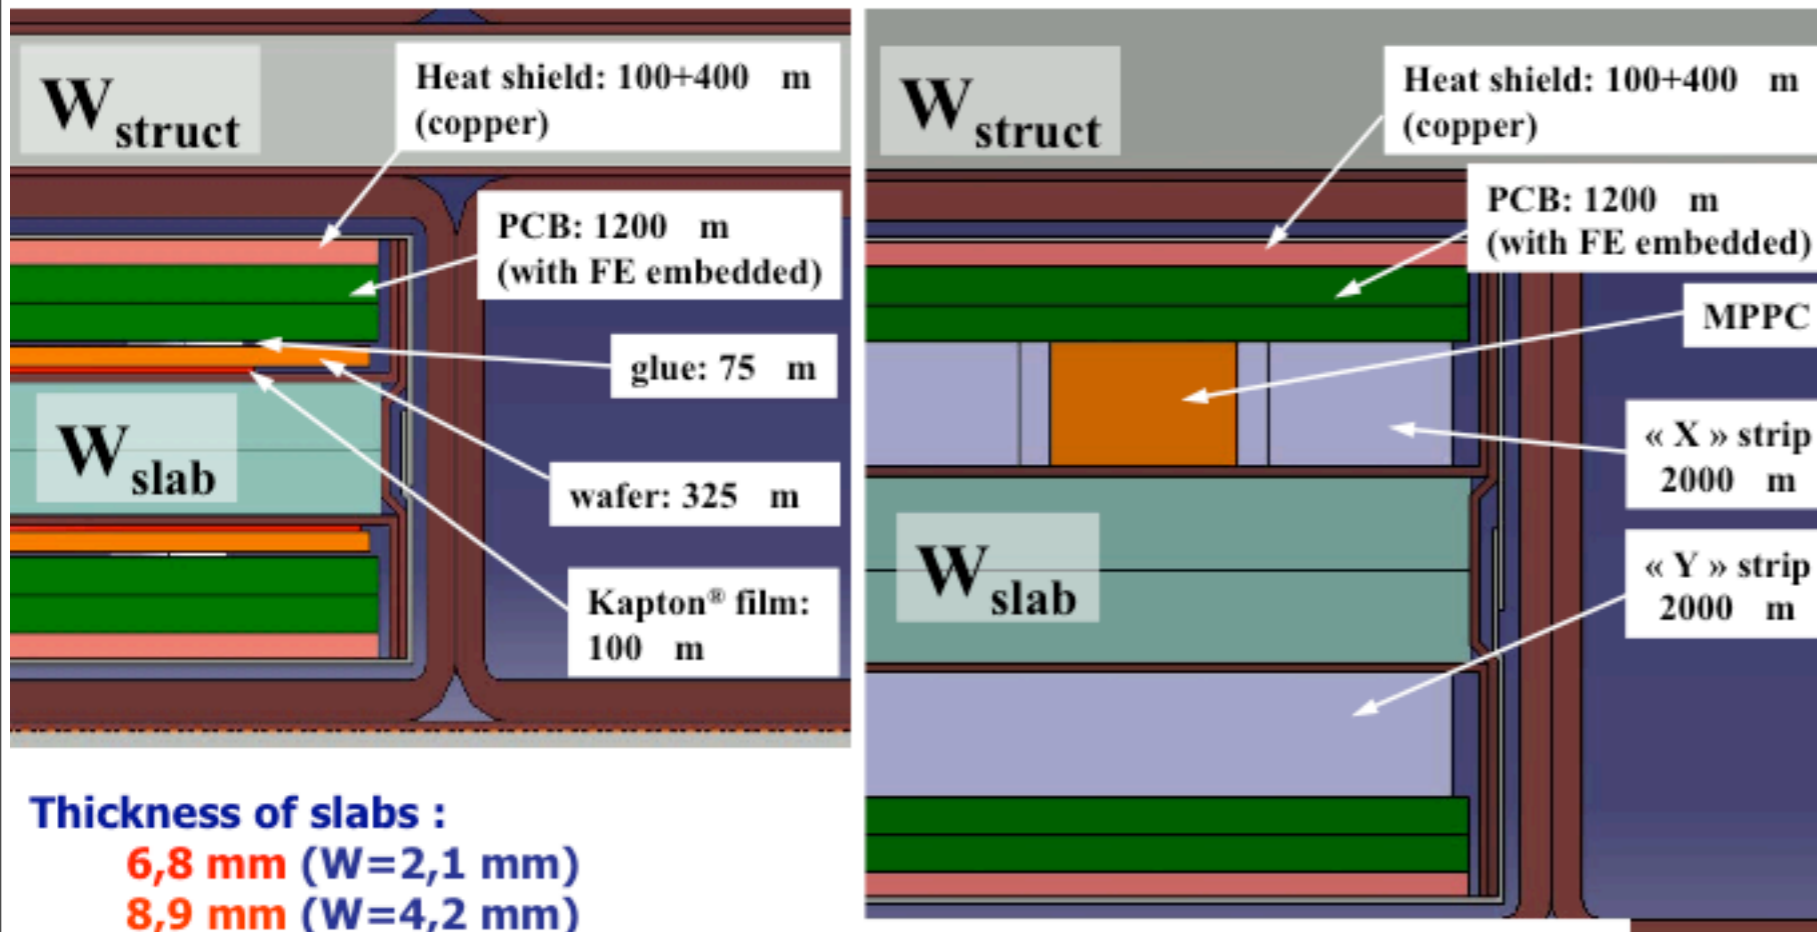 W struct
Heat shield: 100+400 m
(copper)
PCB: 1200 m
(with FE embedded)
glue: 75 m
W slab
wafer: 325 m
Kapton® film:
100 m
Thickness of slabs :
6,8 mm (W=2,1 mm)
8,9 mm (W=4,2 mm)
W struct
Heat shield: 100+400 m
(copper)
PCB: 1200 m
(with FE embedded)
MPPC
« X » strip
2000 m
W slab
« Y » strip
2000 m